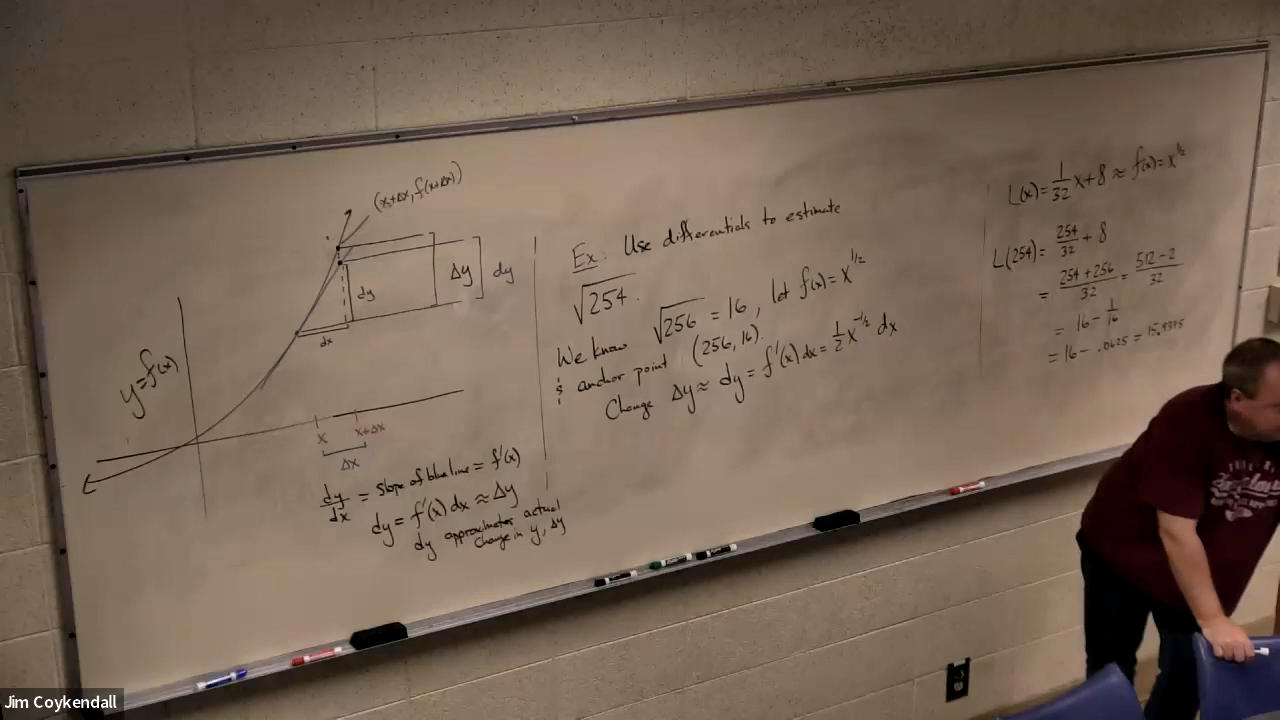 (x+Δx, f(x+Δx))
Δy
dy
dy
dx
y=f(x)
x
x+Δx
Δx
dy/dx = slope of blue line = f'(x)
dy = f'(x) dx ≈ Δy
dy approximates actual
change in y, Δy
Ex: Use differentials to estimate
√254.
We know √256 = 16, let f(x) = x^1/2
& anchor point (256, 16).
Change Δy ≈ dy = f'(x) dx = 1/2 x^-1/2 dx
L(x) = 1/32 x + 8 ≈ f(x) = x^1/2
L(254) = 254/32 + 8
= (254 + 256)/32 = (512 - 2)/32
= 16 - 1/16
= 16 - .0625 = 15.9375
Jim Coykendall